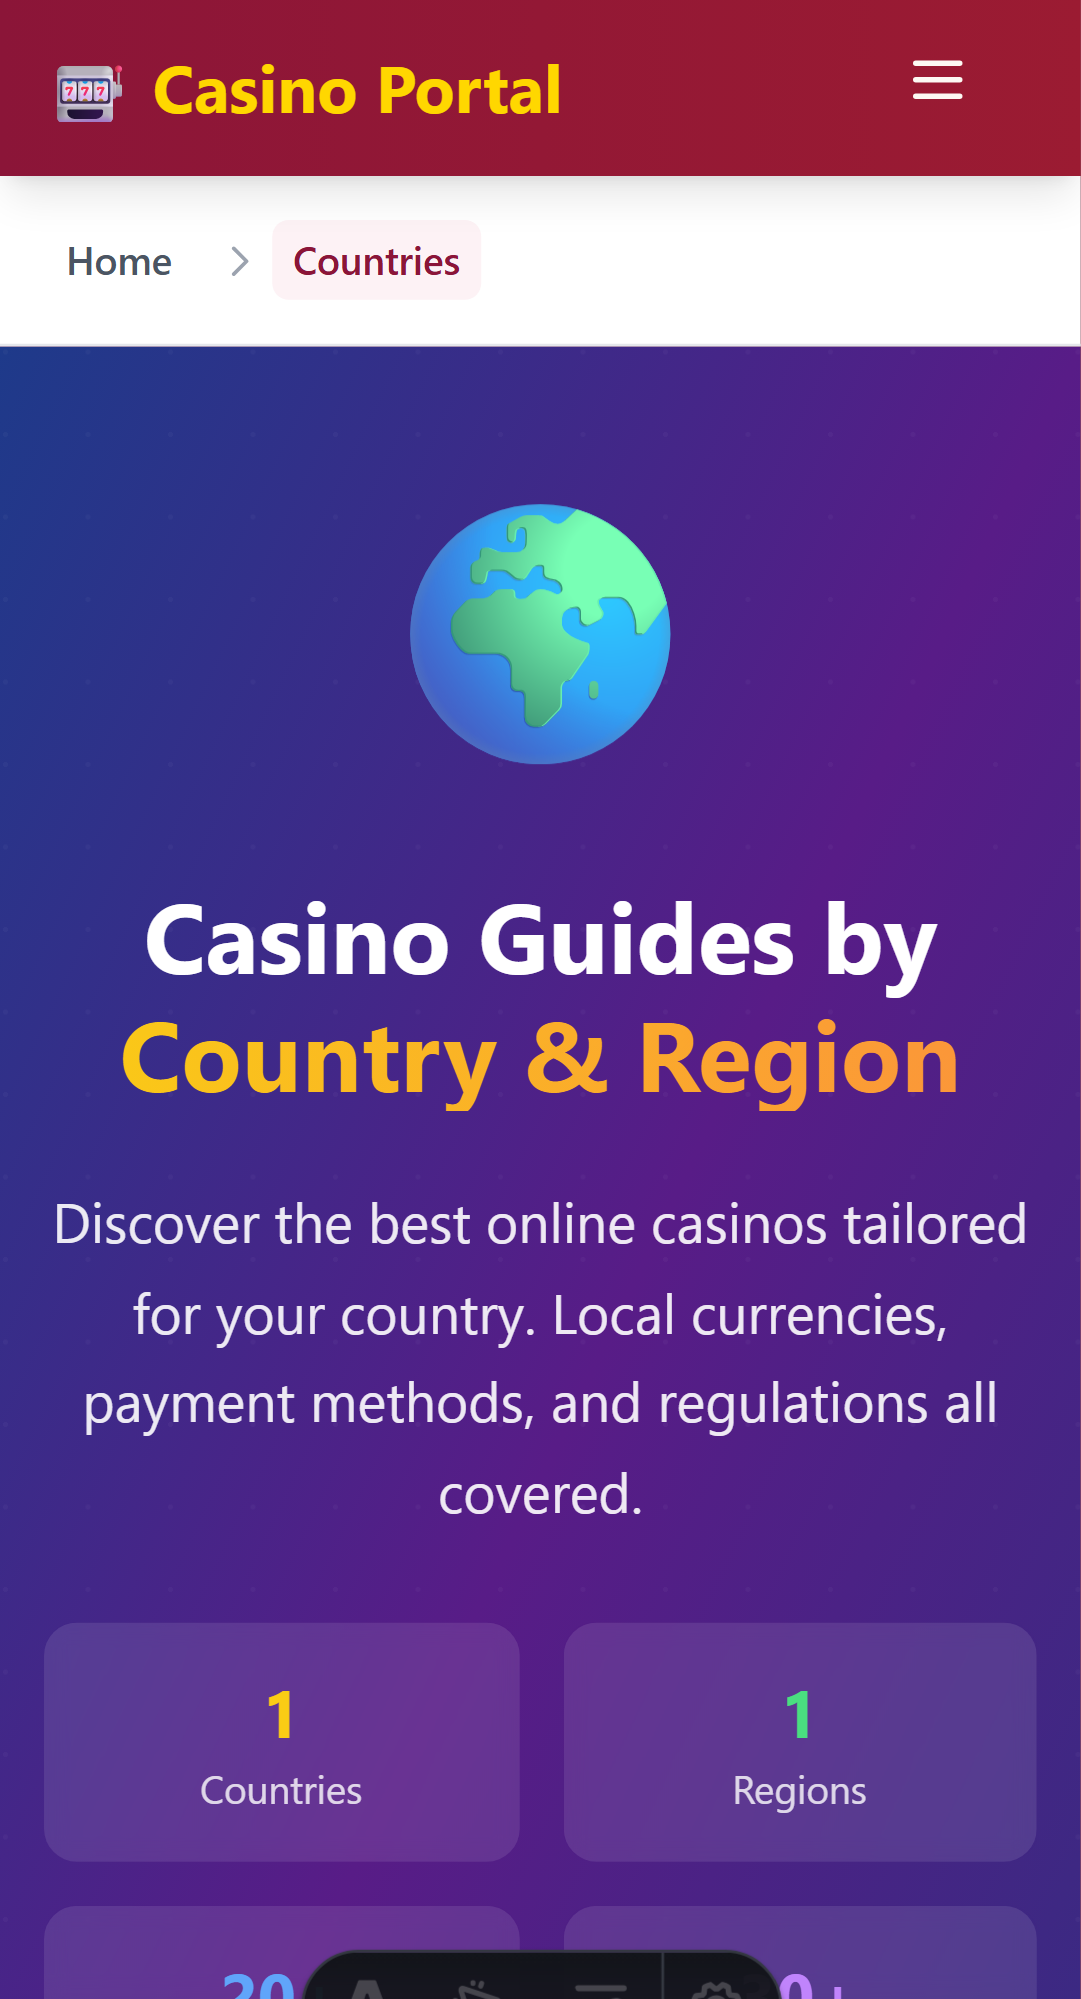 Casino Portal
Home
Countries
Casino Guides by
Country & Region
Discover the best online casinos tailored
for your country. Local currencies,
payment methods, and regulations all
covered.
1
Countries
1
Regions
20